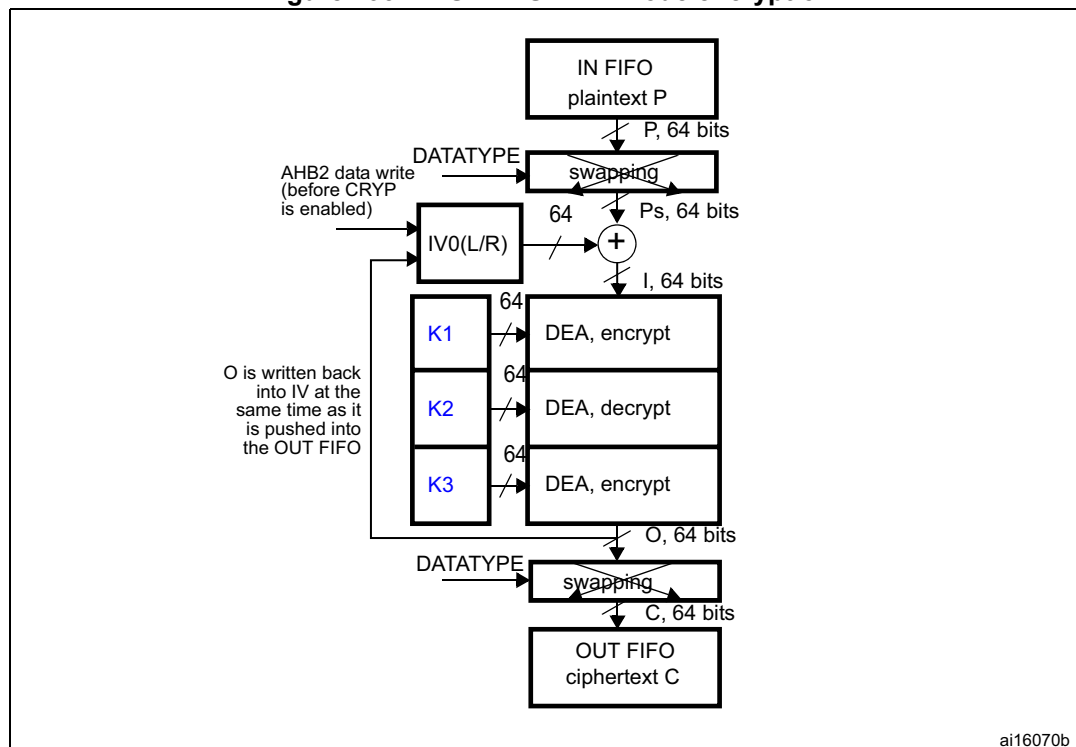 IN FIFO
plaintext P
P, 64 bits
DATATYPE
swapping
AHB2 data write
(before CRYP
is enabled)
Ps, 64 bits
64
IV0(L/R)
+
I, 64 bits
64
K1
DEA, encrypt
64
K2
DEA, decrypt
64
K3
DEA, encrypt
O is written back
into IV at the
same time as it
is pushed into
the OUT FIFO
O, 64 bits
DATATYPE
swapping
C, 64 bits
OUT FIFO
ciphertext C
ai16070b